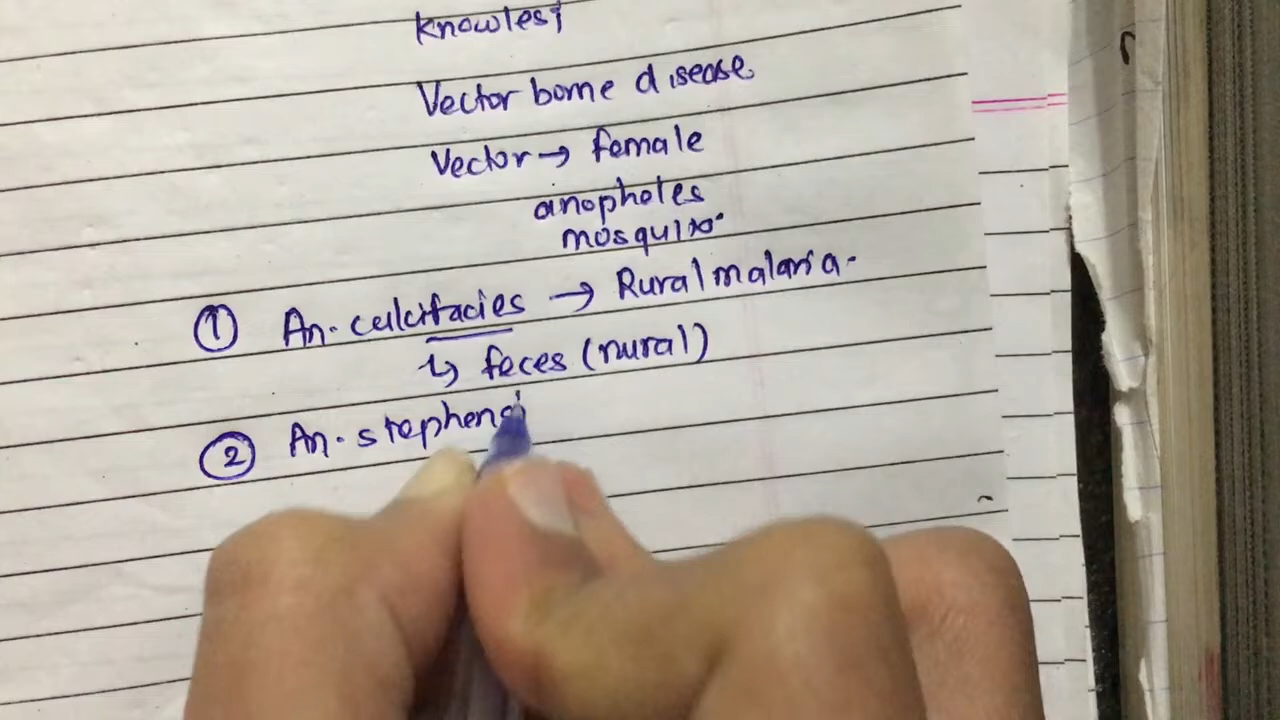 knowlesi
Vector borne disease
Vector → female
anopheles
mosquito
① An. culcifacies → Rural malaria.
↳ feces (rural)
② An. stephensi